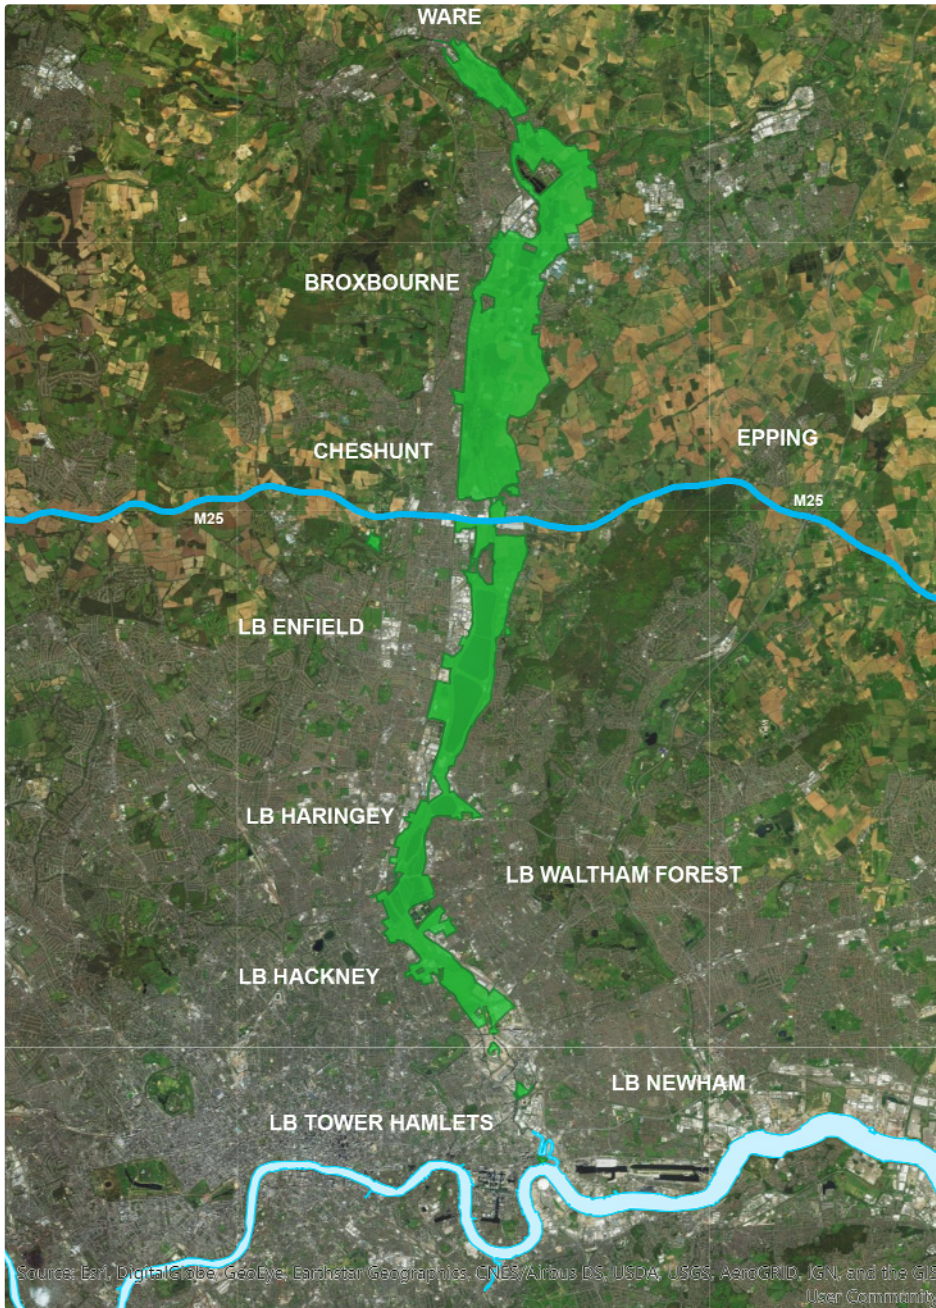 WARE
BROXBOURNE
CHESHUNT
EPPING
M25
M25
LB ENFIELD
LB HARINGEY
LB WALTHAM FOREST
LB HACKNEY
LB NEWHAM
LB TOWER HAMLETS
Source: Esri, DigitalGlobe, GeoEye, Earthstar Geographics, CNES/Airbus DS, USDA, USGS, AeroGRID, IGN, and the GIS
User Community